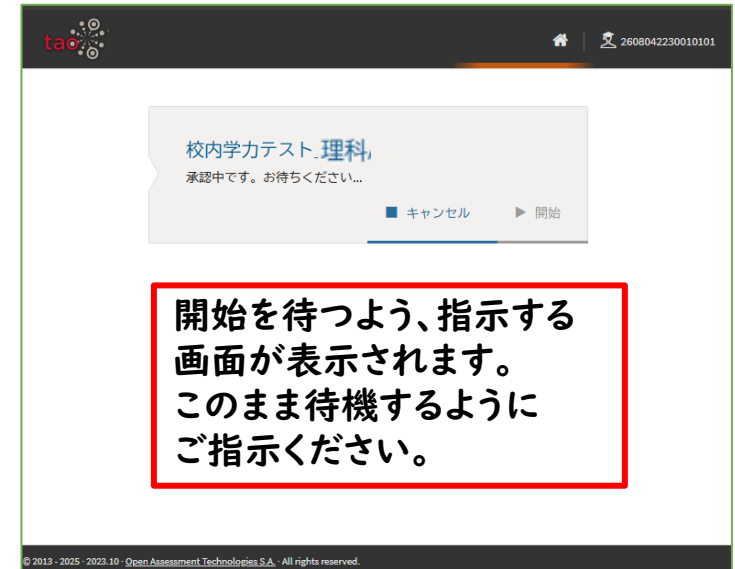 tao
2608042230010101
校内学力テスト_理科
承認中です。お待ちください...
キャンセル
開始
開始を待つよう、指示する
画面が表示されます。
このまま待機するように
ご指示ください。
© 2013 - 2025 · 2023.10 · Open Assessment Technologies S.A. · All rights reserved.